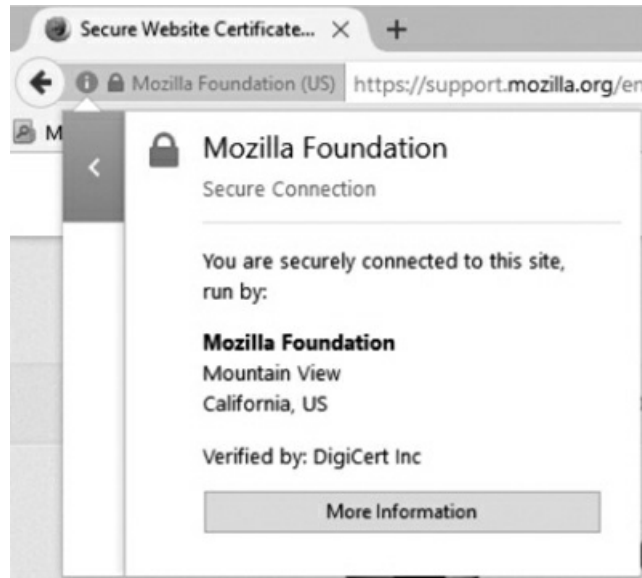 Secure Website Certificate...
Mozilla Foundation (US) https://support.mozilla.org/en
M
Mozilla Foundation
Secure Connection
You are securely connected to this site,
run by:
Mozilla Foundation
Mountain View
California, US
Verified by: DigiCert Inc
More Information